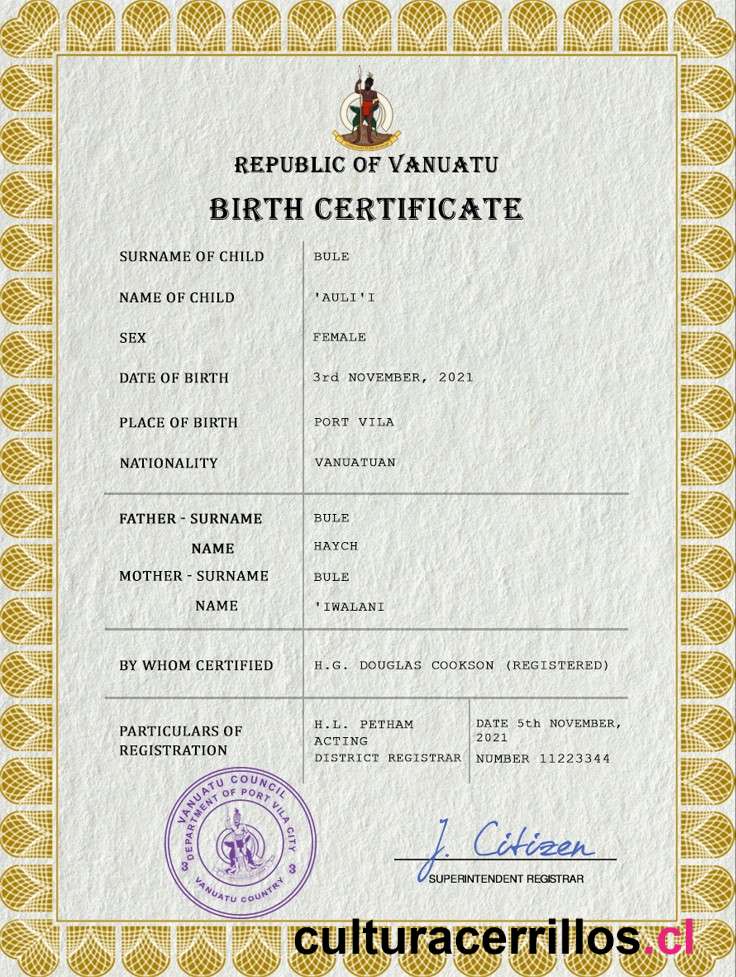 REPUBLIC OF VANUATU
BIRTH CERTIFICATE
SURNAME OF CHILD BULE
NAME OF CHILD 'AULI'I
SEX FEMALE
DATE OF BIRTH 3rd NOVEMBER, 2021
PLACE OF BIRTH PORT VILA
NATIONALITY VANUATUAN
FATHER - SURNAME BULE
NAME HAYCH
MOTHER - SURNAME BULE
NAME 'IWALANI
BY WHOM CERTIFIED H.G. DOUGLAS COOKSON (REGISTERED)
PARTICULARS OF
REGISTRATION
H.L. PETHAM
ACTING
DISTRICT REGISTRAR
DATE 5th NOVEMBER,
2021
NUMBER 11223344
VANUATU COUNCIL
DEPARTMENT OF PORT VILA CITY
3 3
VANUATU COUNTRY
J. Citizen
SUPERINTENDENT REGISTRAR
culturacerrillos.cl